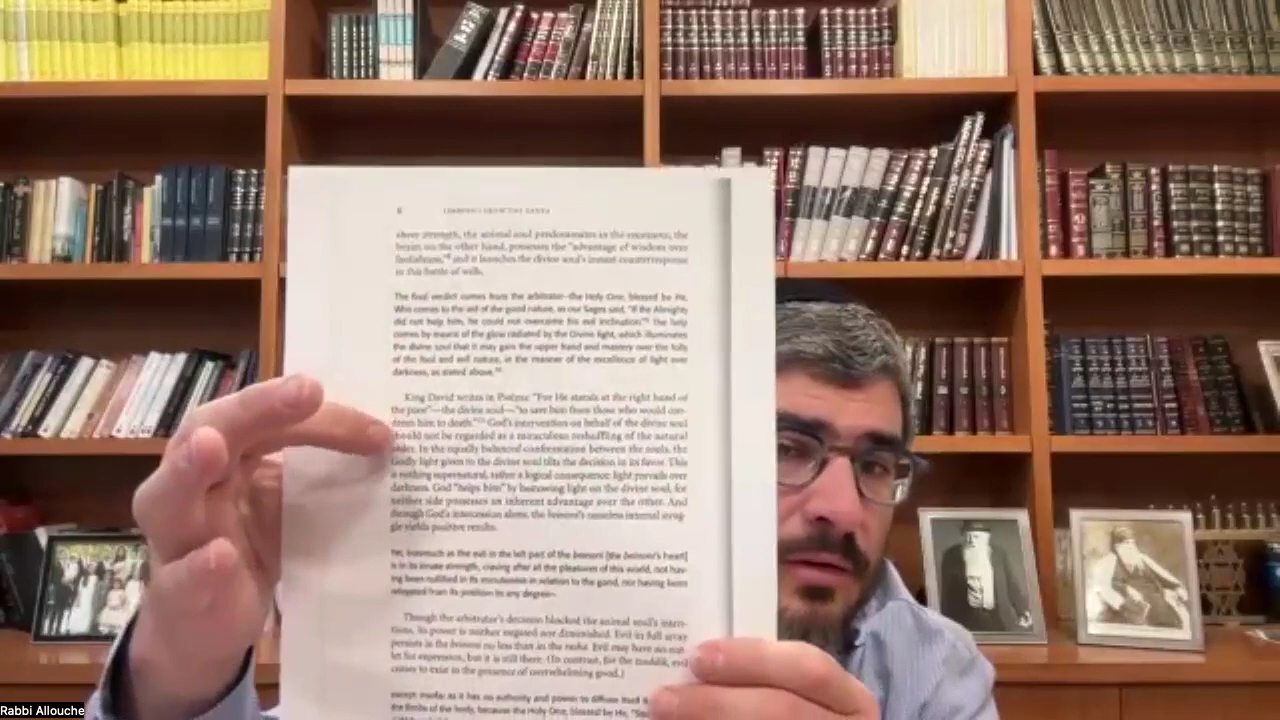 8 LESSONS FROM THE TANYA
sheer strength, the animal soul predominates in the enormous, the
beinoni, on the other hand, possesses the "advantage of wisdom over
foolishness," and it launches the divine soul's instant counterresponse
in this battle of wills.
The final verdict comes from the arbitrator—the Holy One, blessed be He,
Who comes to the aid of the good nature, as our Sages said, "If the Almighty
did not help him, he could not overcome his evil inclination." The help
comes by means of the glow radiated by the Divine light, which illuminates
the divine soul that it may gain the upper hand and mastery over the folly
of the fool and evil nature, in the manner of the excellence of light over
darkness, as stated above.
King David writes in Psalms: "For He stands at the right hand of
the poor"—the divine soul—"to save him from those who would con-
demn him to death." God's intervention on behalf of the divine soul
should not be regarded as a miraculous reshuffling of the natural
order. In the equally balanced confrontation between the souls, the
Godly light given to the divine soul tilts the decision in its favor. This
is nothing supernatural, rather a logical consequence: light prevails over
darkness. God "helps him" by bestowing light on the divine soul, for
neither side possesses an inherent advantage over the other. And
through God's intercession alone, the beinoni's ceaseless internal strug-
gle yields positive results.
Yet, inasmuch as the evil in the left part of the beinoni [the beinoni's heart]
is in its innate strength, craving after all the pleasures of this world, not hav-
ing been nullified in its minuteness in relation to the good, nor having been
relegated from its position to any degree—
Though the arbitrator's decision blocked the animal soul's inten-
tions, its power is neither negated nor diminished. Evil in full array
persists in the beinoni no less than in the rasha. Evil may have no out-
let for expression, but it is still there. (In contrast, for the tzaddik, evil
ceases to exist in the presence of overwhelming good.)
except insofar as it has no authority and power to diffuse itself
the limbs of the body, because the Holy One, blessed be He,
Rabbi Allouche